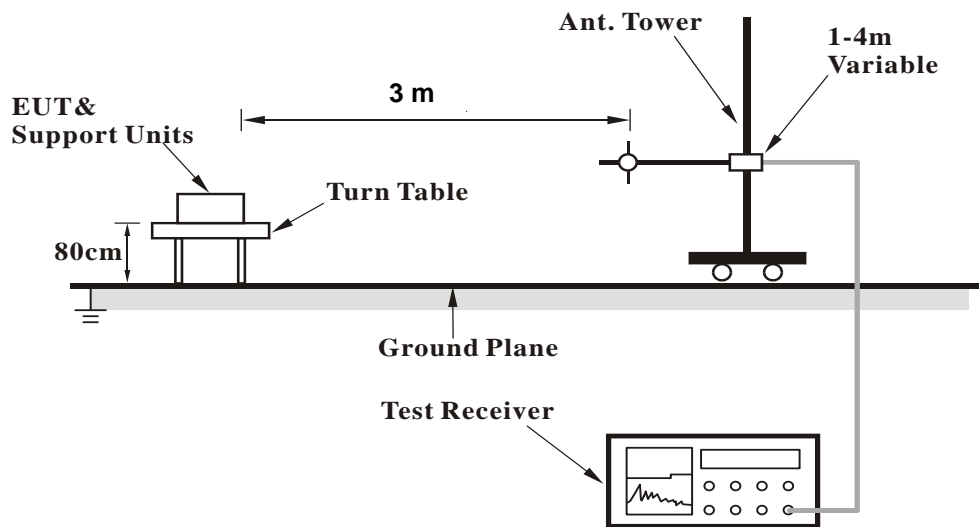 Ant. Tower
1-4m
Variable
3 m
EUT&
Support Units
Turn Table
80cm
Ground Plane
Test Receiver